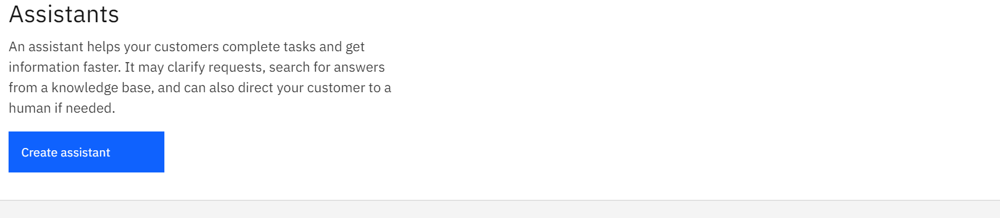 Assistants
An assistant helps your customers complete tasks and get
information faster. It may clarify requests, search for answers
from a knowledge base, and can also direct your customer to a
human if needed.
Create assistant